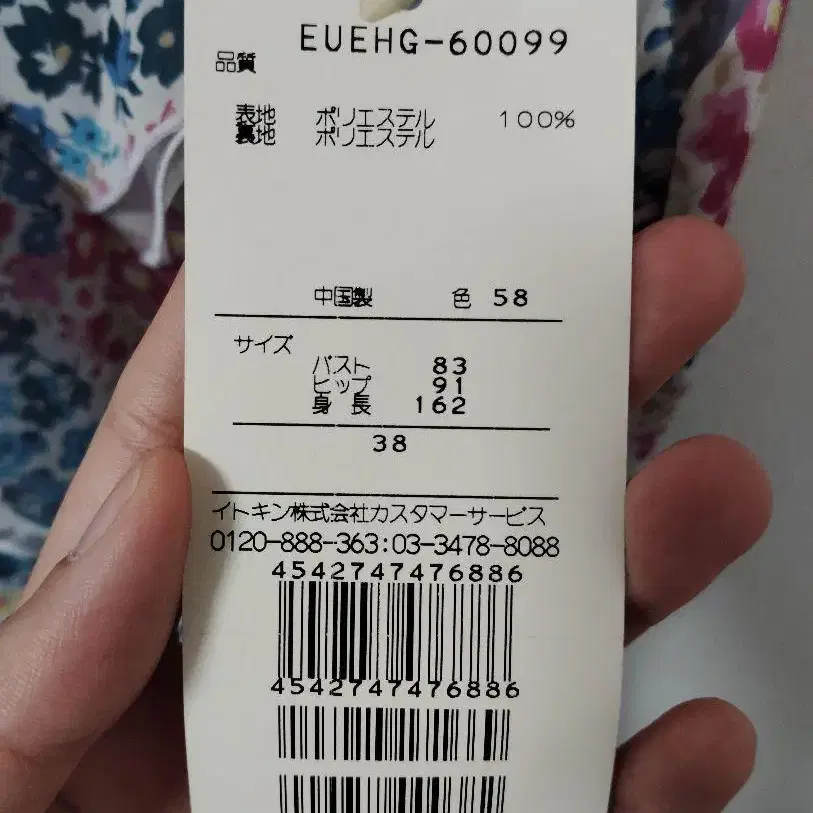 EUEHG-60099
品質
表地 ポリエステル 100%
裏地 ポリエステル
中国製 色 58
サイズ
バスト 83
ヒップ 91
身長 162
38
イトキン株式会社カスタマーサービス
0120-888-363:03-3478-8088
4542747476886
4542747476886